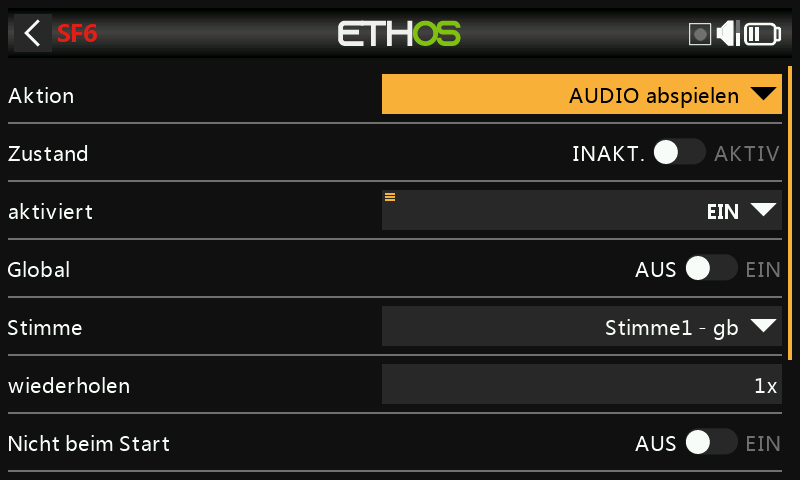 SF6
ETHOS
Aktion AUDIO abspielen
Zustand INAKT. AKTIV
aktiviert EIN
Global AUS EIN
Stimme Stimme1 - gb
wiederholen 1x
Nicht beim Start AUS EIN